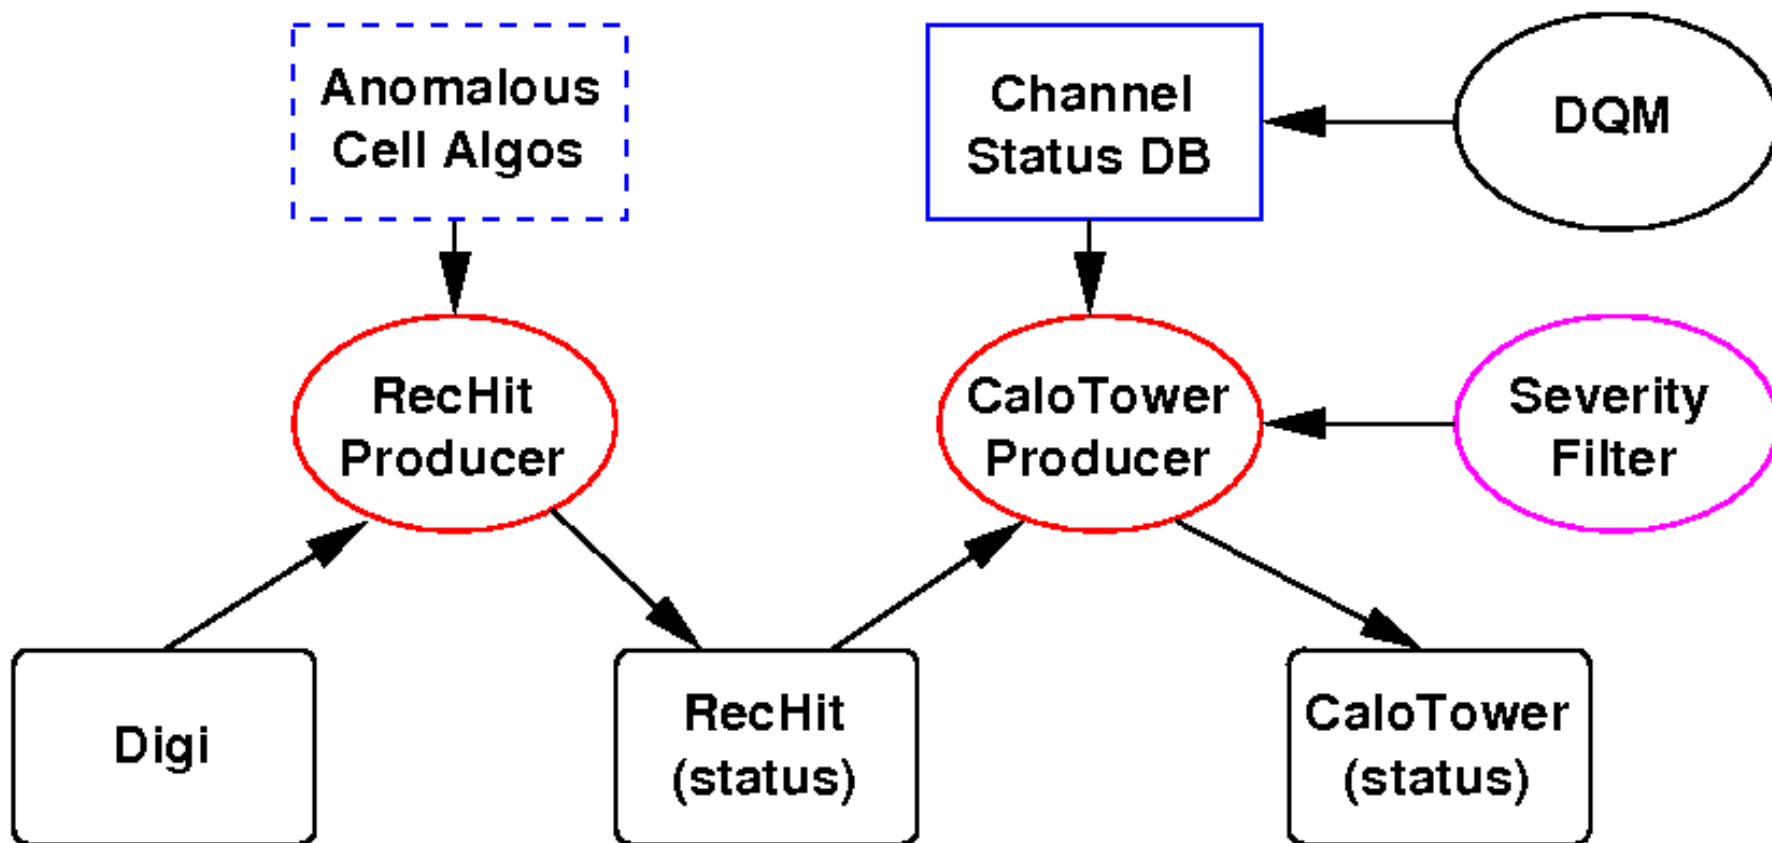 Anomalous
Cell Algos
Channel
Status DB
DQM
RecHit
Producer
CaloTower
Producer
Severity
Filter
Digi
RecHit
(status)
CaloTower
(status)